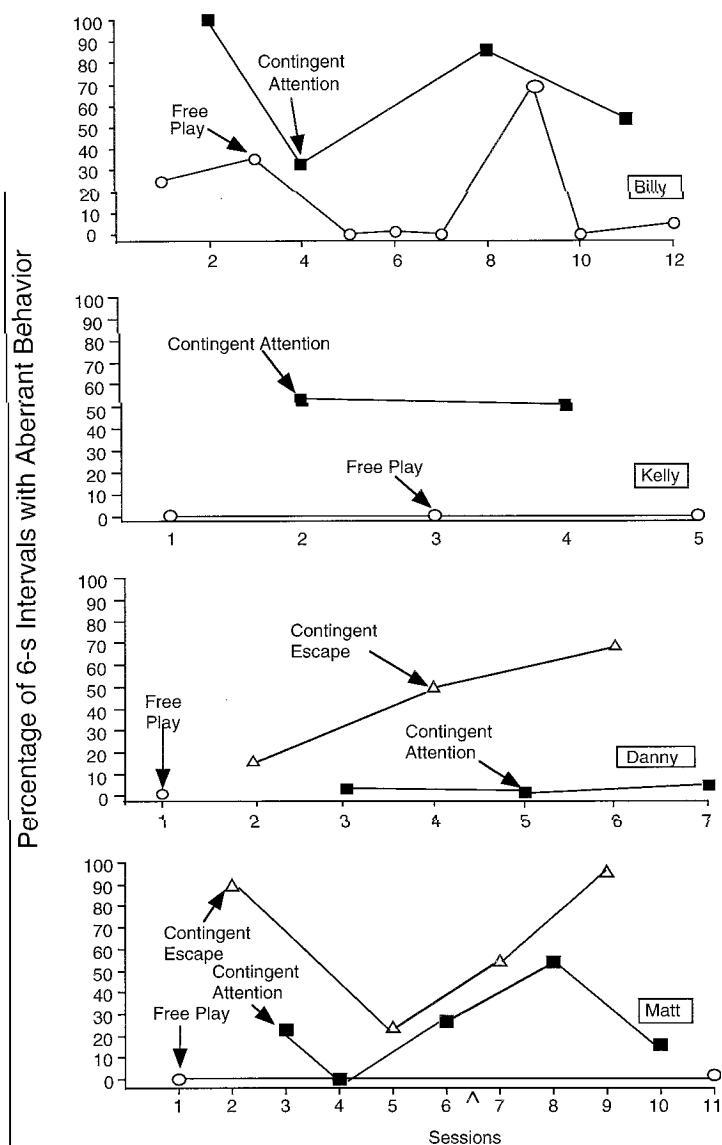 Percentage of 6-s Intervals with Aberrant Behavior
100
90
80
70
60
50
40
30
20
10
0
Contingent
Attention
Free
Play
Billy
2 4 6 8 10 12
100
90
80
70
60
50
40
30
20
10
0
Contingent Attention
Free Play
Kelly
1 2 3 4 5
100
90
80
70
60
50
40
30
20
10
0
Contingent
Escape
Free
Play
Contingent
Attention
Danny
1 2 3 4 5 6 7
100
90
80
70
60
50
40
30
20
10
0
Contingent
Escape
Contingent
Attention
Free Play
Matt
1 2 3 4 5 6 ^ 7 8 9 10 11
Sessions